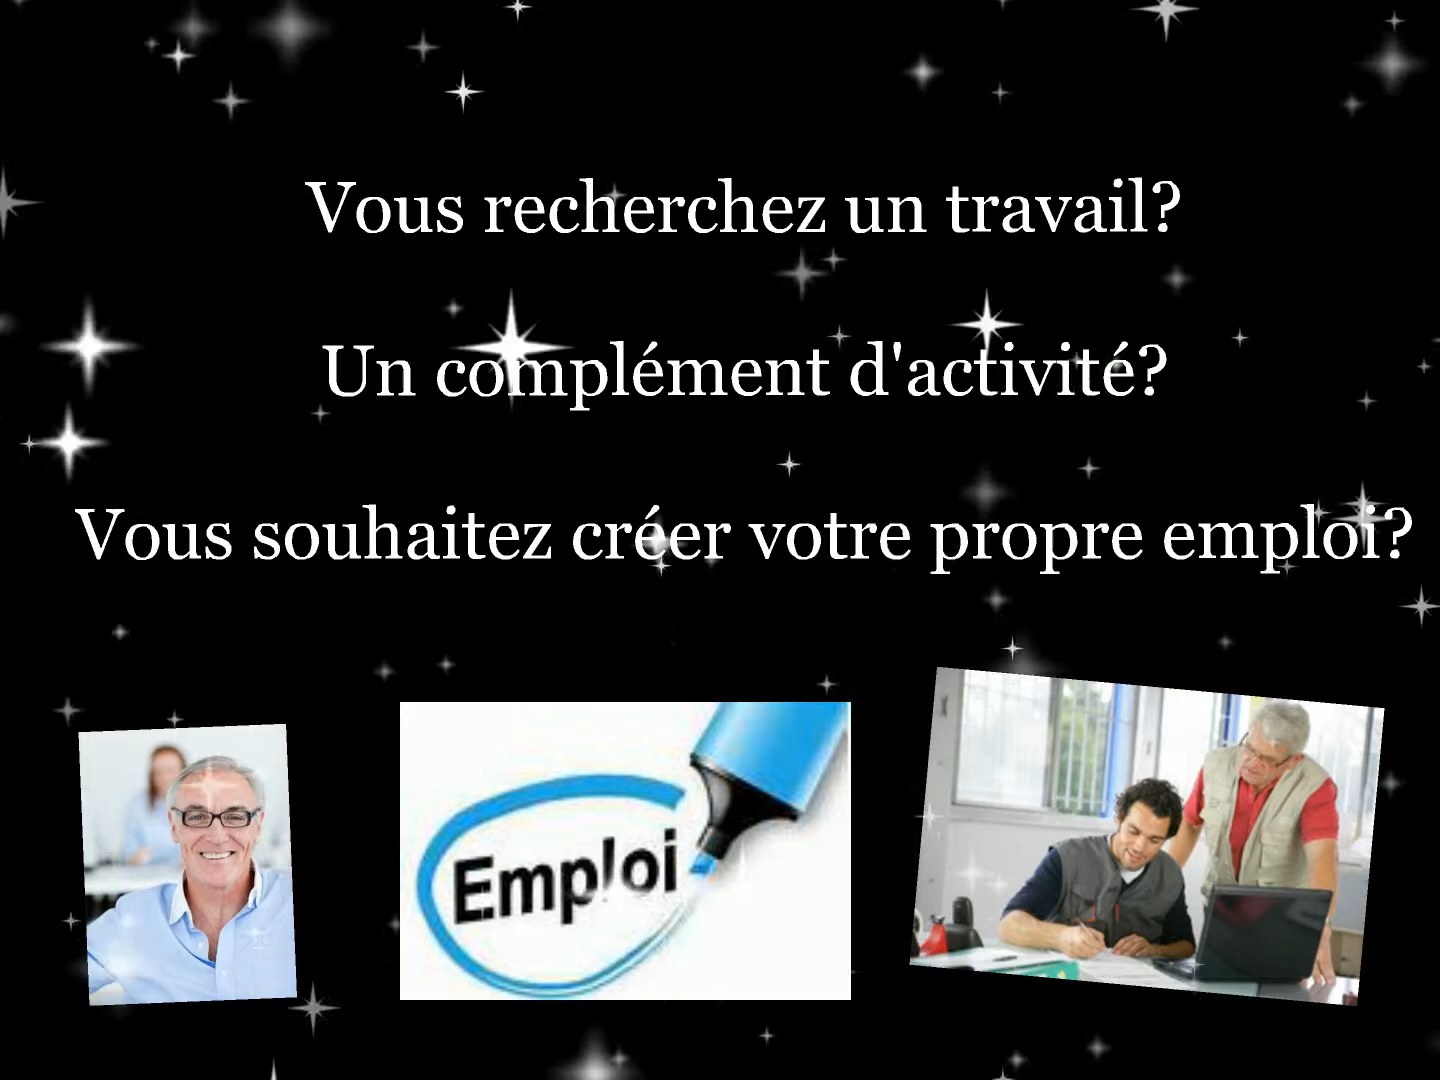 Vous recherchez un travail?
Un complément d'activité?
Vous souhaitez créer votre propre emploi?
Emploi